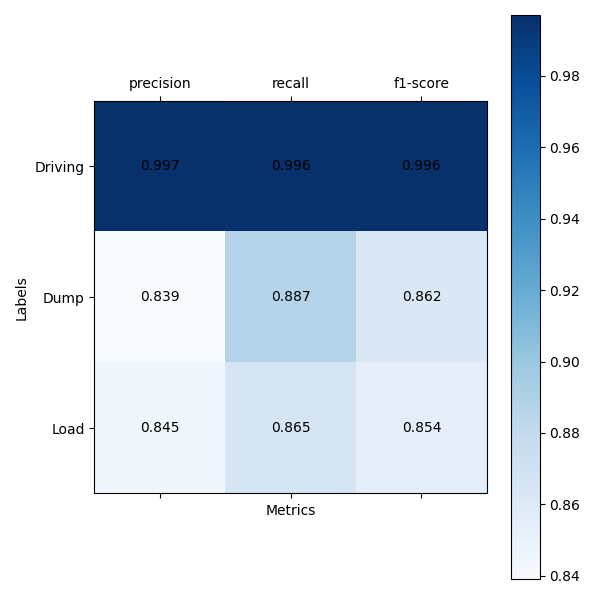 precision recall f1-score
Driving 0.997 0.996 0.996
Dump 0.839 0.887 0.862
Load 0.845 0.865 0.854
Labels
Metrics
0.98
0.96
0.94
0.92
0.90
0.88
0.86
0.84